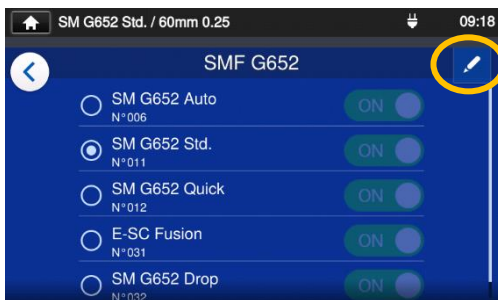 SM G652 Std. / 60mm 0.25 09:18
SMF G652
SM G652 Auto ON
N°006
SM G652 Std. ON
N°011
SM G652 Quick ON
N°012
E-SC Fusion ON
N°031
SM G652 Drop ON
N°032